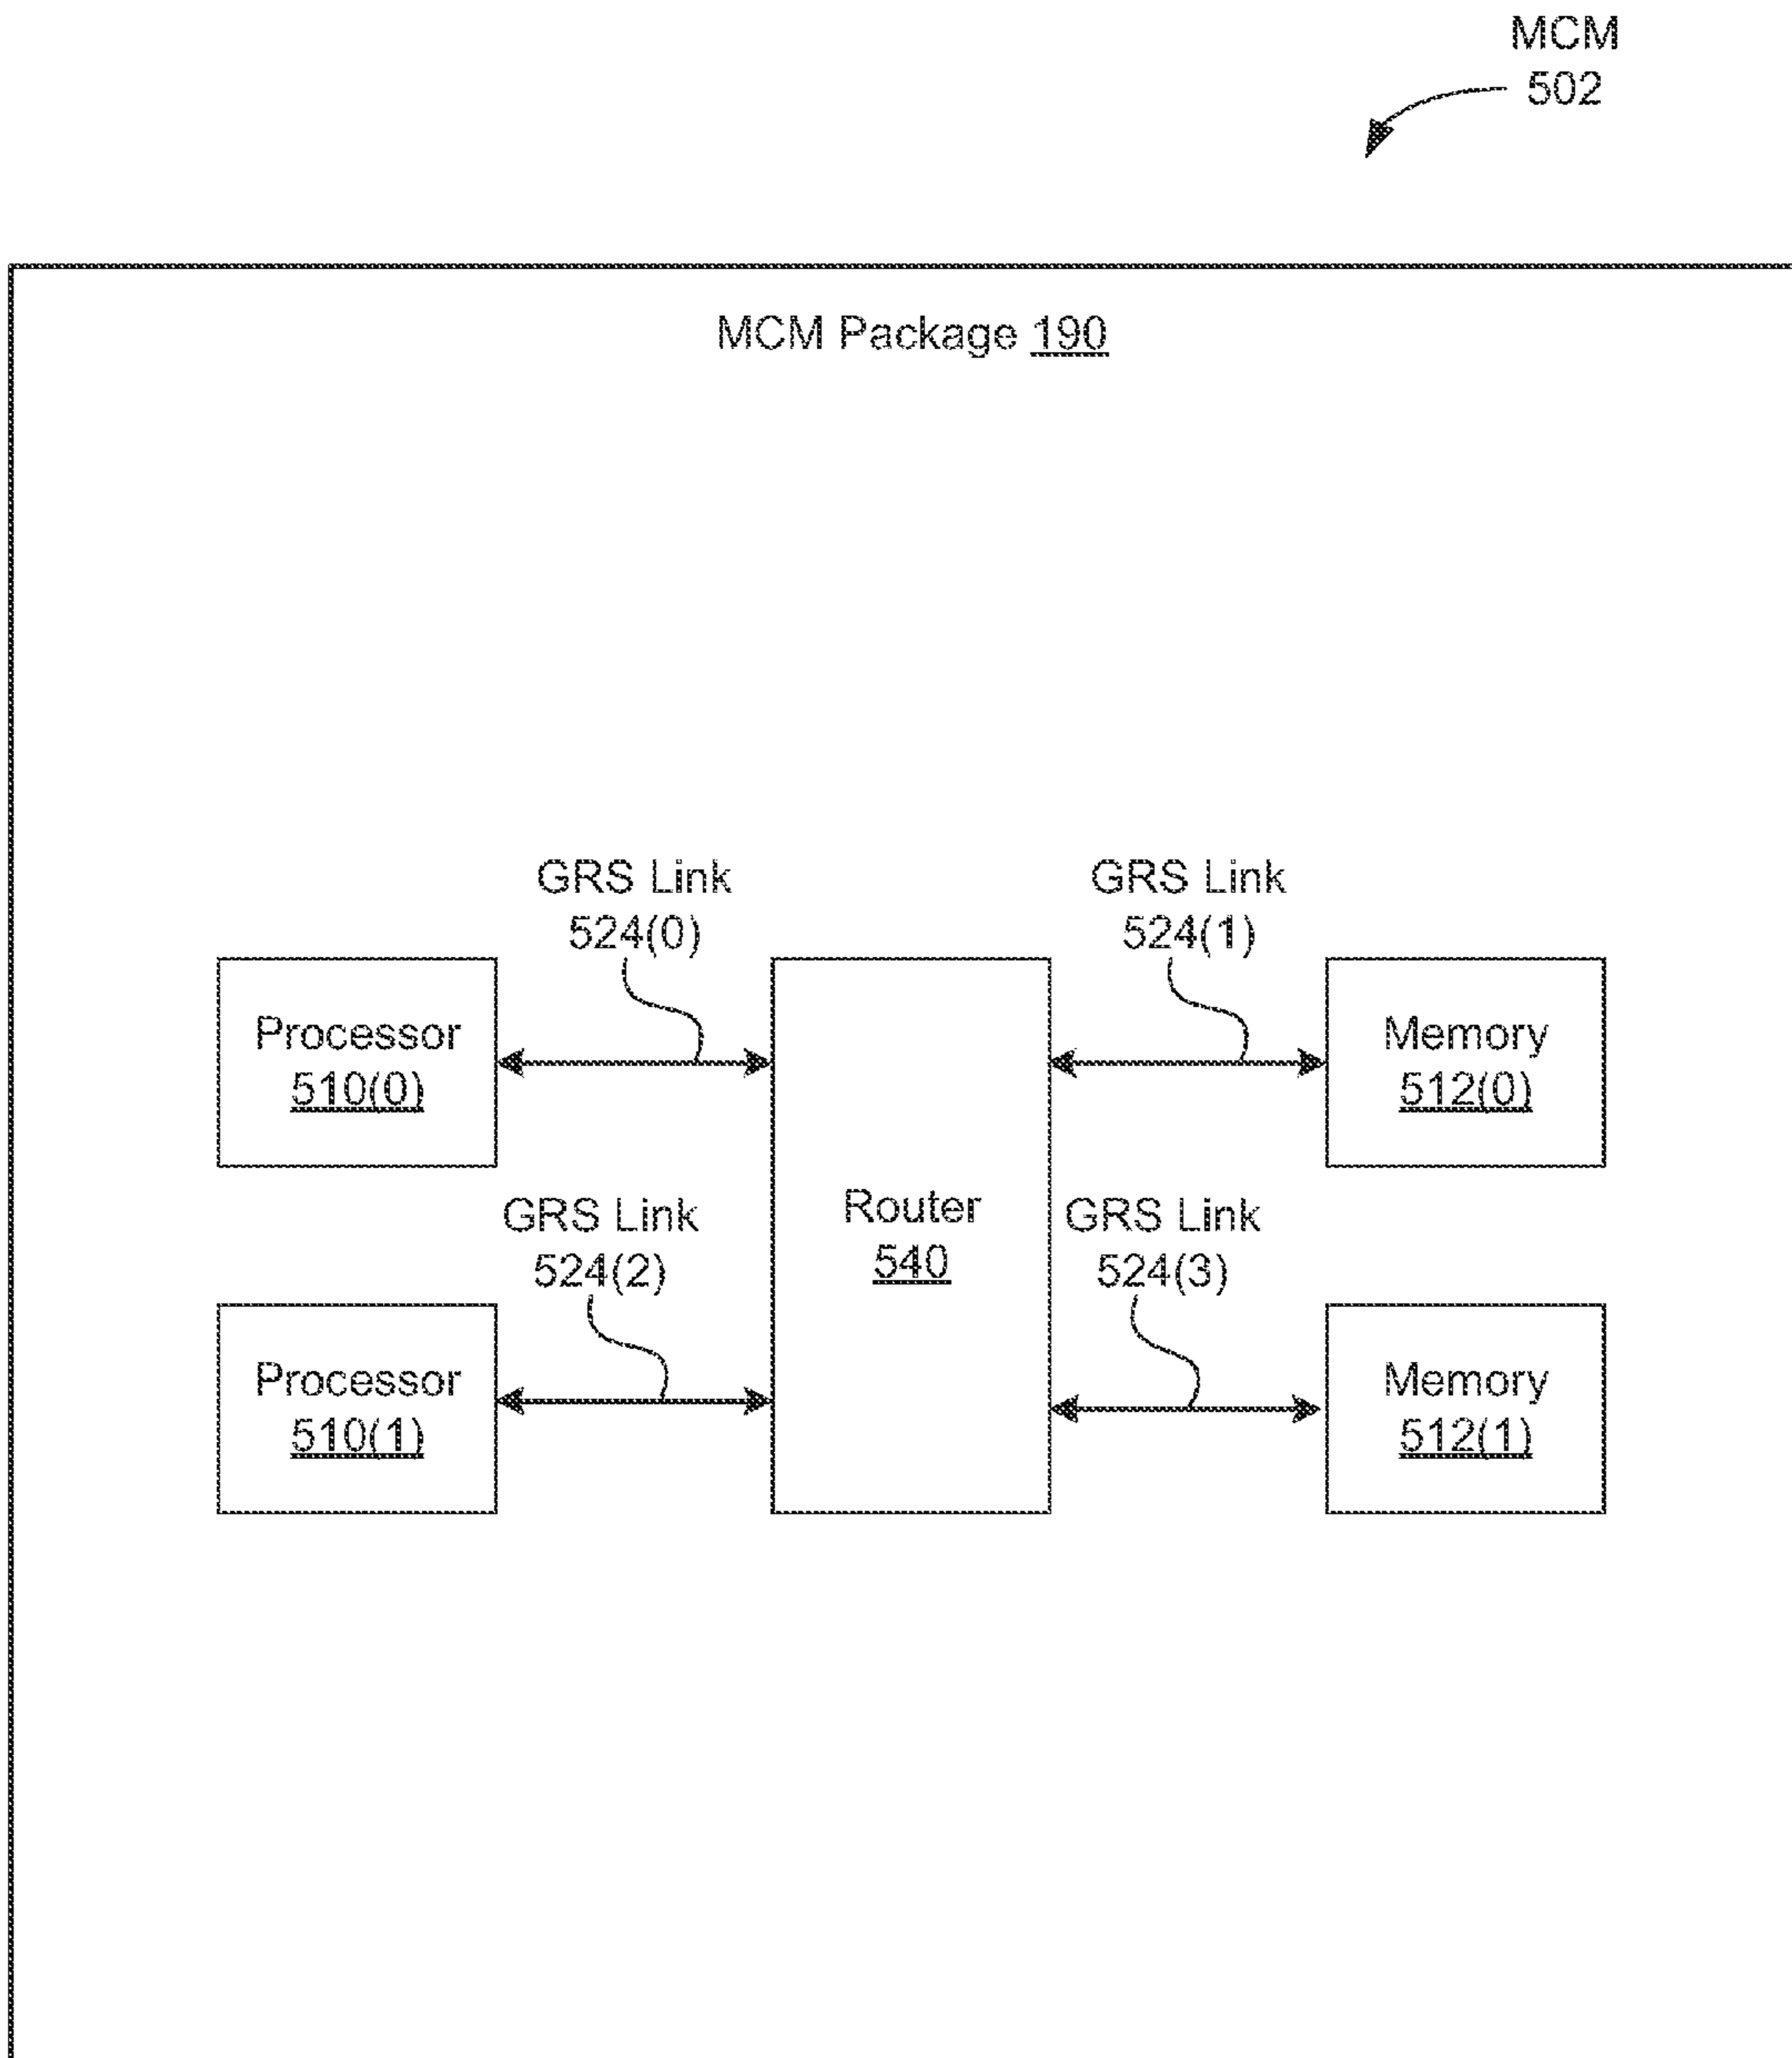 MCM
502
MCM Package 190
GRS Link
524(0)
GRS Link
524(1)
Processor
510(0)
Memory
512(0)
Router
540
GRS Link
524(2)
GRS Link
524(3)
Processor
510(1)
Memory
512(1)